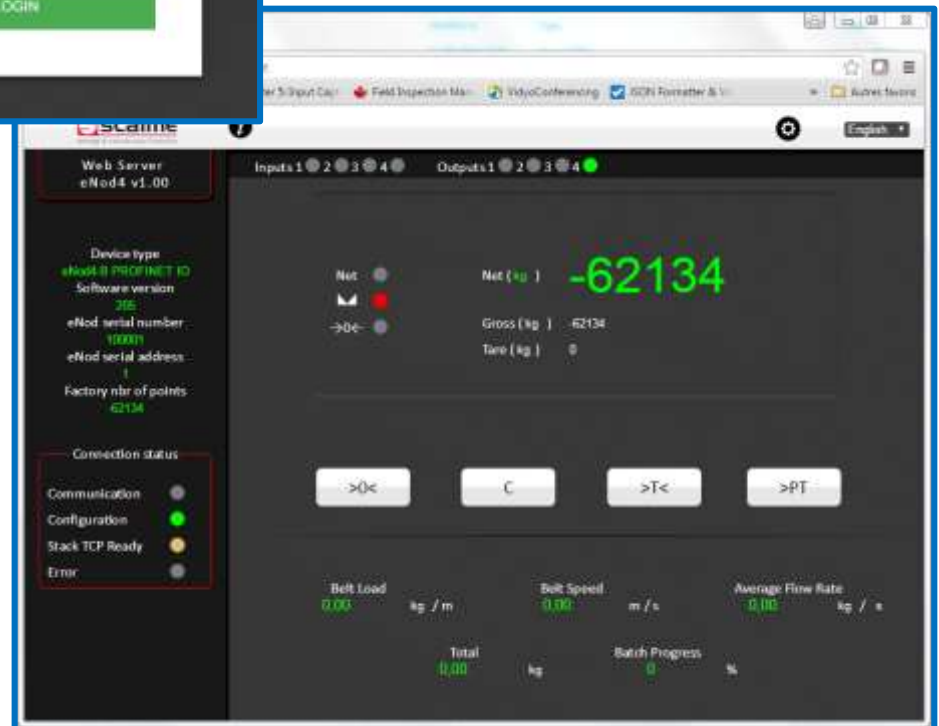 LOGIN
Field Inspection Ma
VidyoConferencing
JSON Formatter & V
Autres favoris
scaime
English
Web Server
eNod4 v1.00
Inputs 1 2 3 4 Outputs 1 2 3 4
Device type
eNod4-B PROFINET IO
Software version
205
eNod serial number
100001
eNod serial address
1
Factory nbr of points
-62134
Net
→0←
Net ( kg ) -62134
Gross ( kg ) -62134
Tare ( kg ) 0
Connection status
Communication
Configuration
Stack TCP Ready
Error
>0< C >T< >PT
Belt Load Belt Speed Average Flow Rate
0,00 kg / m 0,00 m / s 0,00 kg / s
Total Batch Progress
0,00 kg 0 %